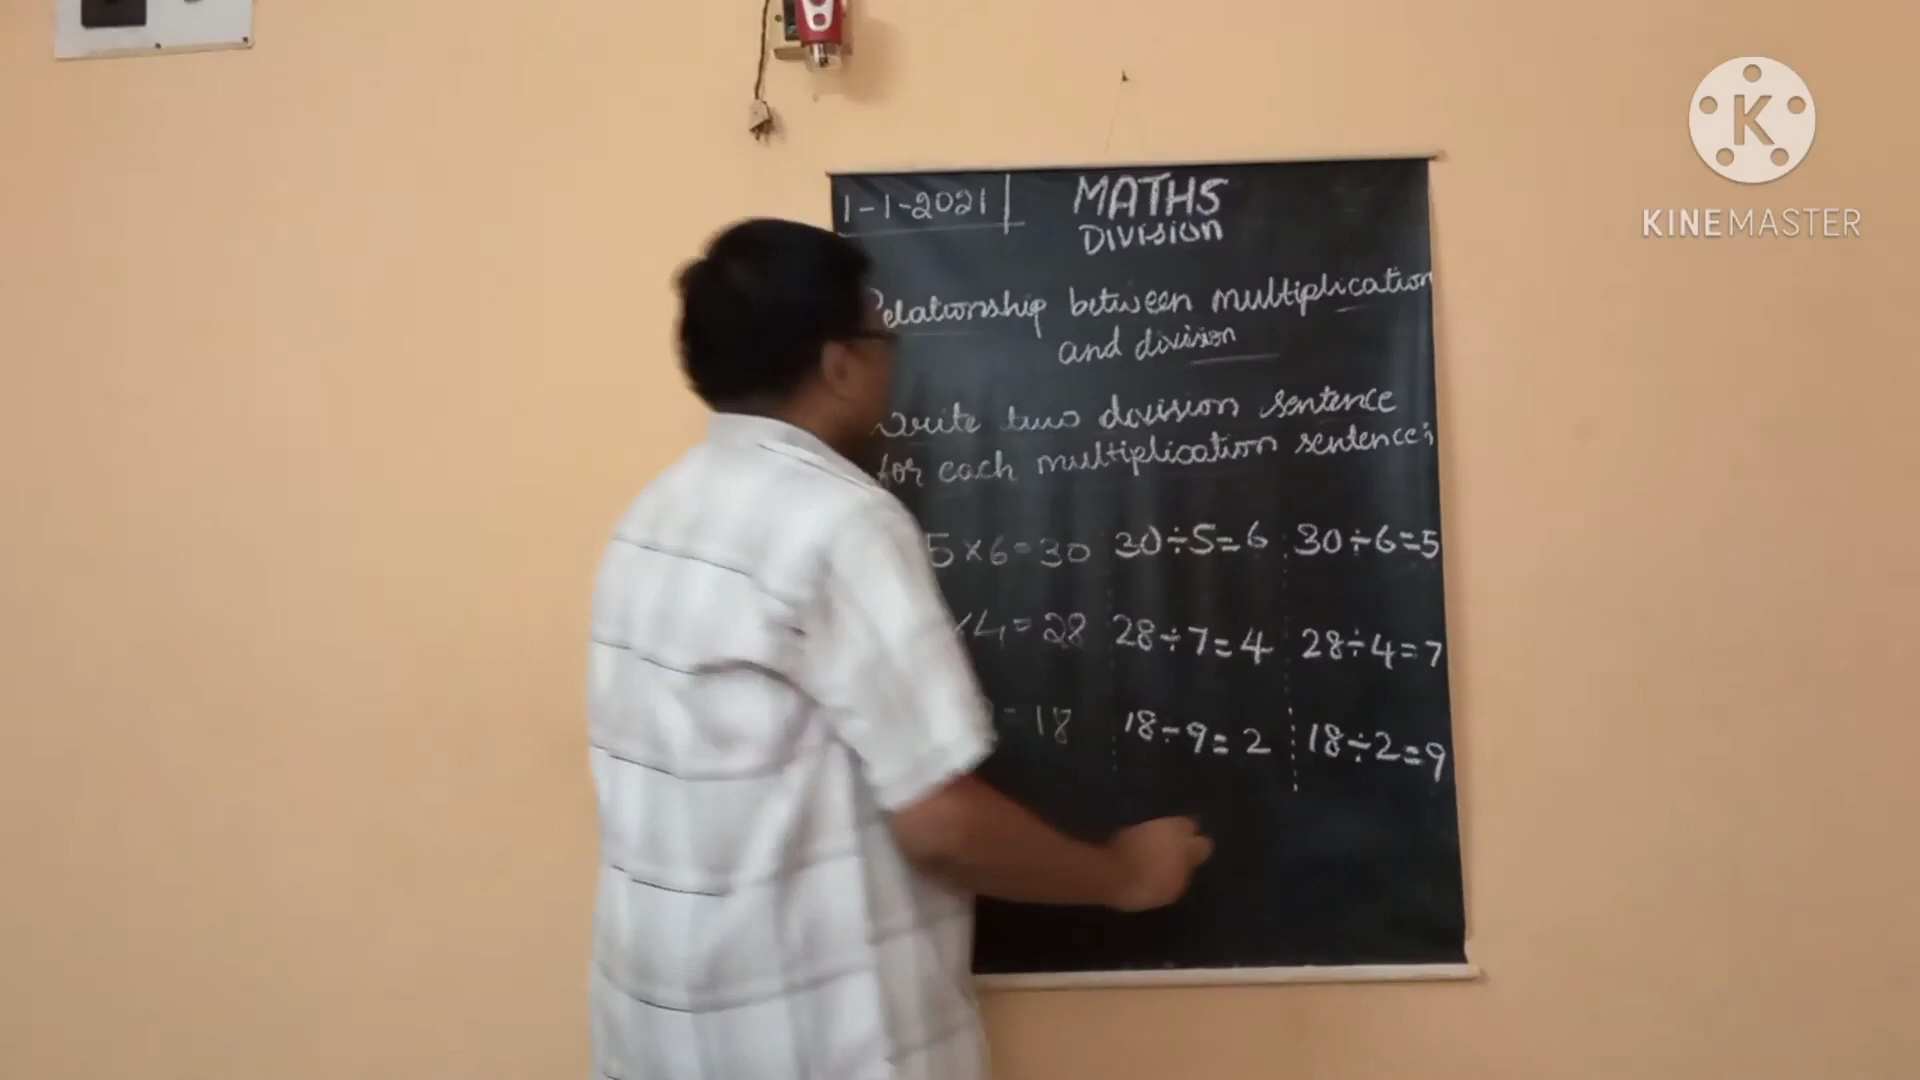 1-1-2021
MATHS
DIVISION
Relationship between multiplication
and division
Write two division sentence
for each multiplication sentence:
5×6=30 30÷5=6 30÷6=5
×4=28 28÷7=4 28÷4=7
=18 18÷9=2 18÷2=9
K
KINEMASTER